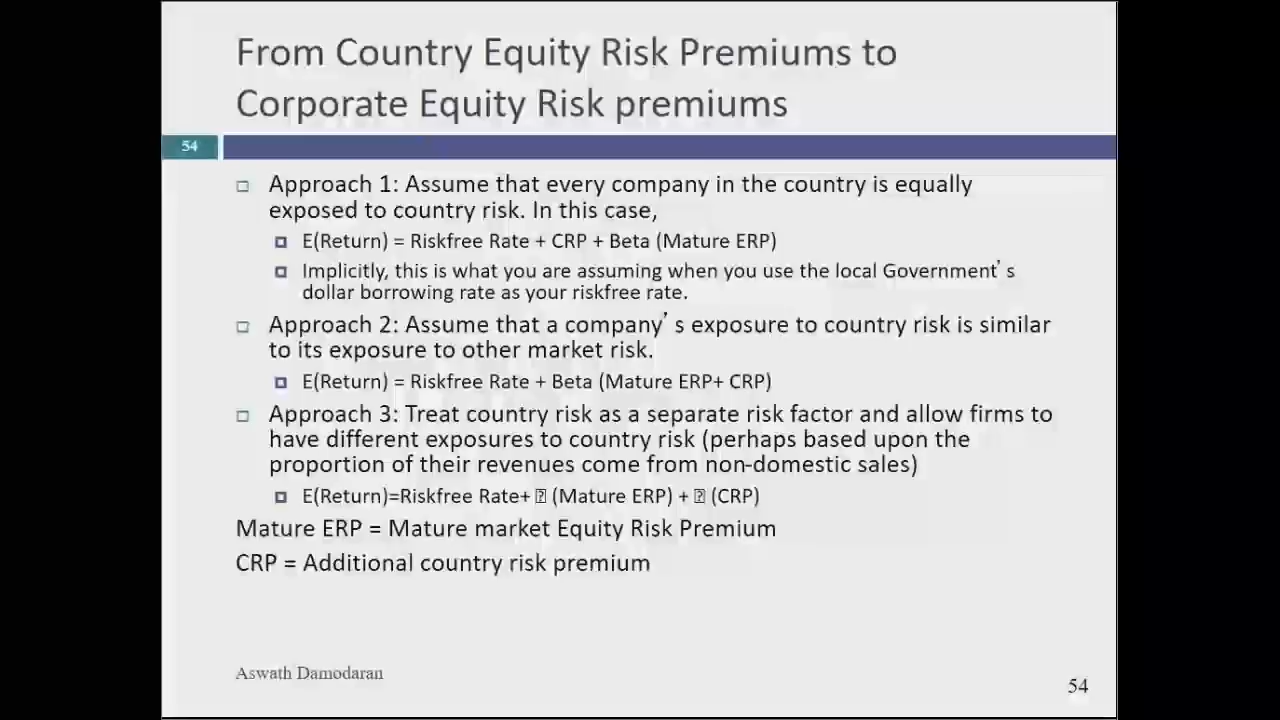 From Country Equity Risk Premiums to
Corporate Equity Risk premiums
54
Approach 1: Assume that every company in the country is equally
exposed to country risk. In this case,
E(Return) = Riskfree Rate + CRP + Beta (Mature ERP)
Implicitly, this is what you are assuming when you use the local Government’s
dollar borrowing rate as your riskfree rate.
Approach 2: Assume that a company’s exposure to country risk is similar
to its exposure to other market risk.
E(Return) = Riskfree Rate + Beta (Mature ERP+ CRP)
Approach 3: Treat country risk as a separate risk factor and allow firms to
have different exposures to country risk (perhaps based upon the
proportion of their revenues come from non-domestic sales)
E(Return)=Riskfree Rate+ (Mature ERP) + (CRP)
Mature ERP = Mature market Equity Risk Premium
CRP = Additional country risk premium
Aswath Damodaran
54